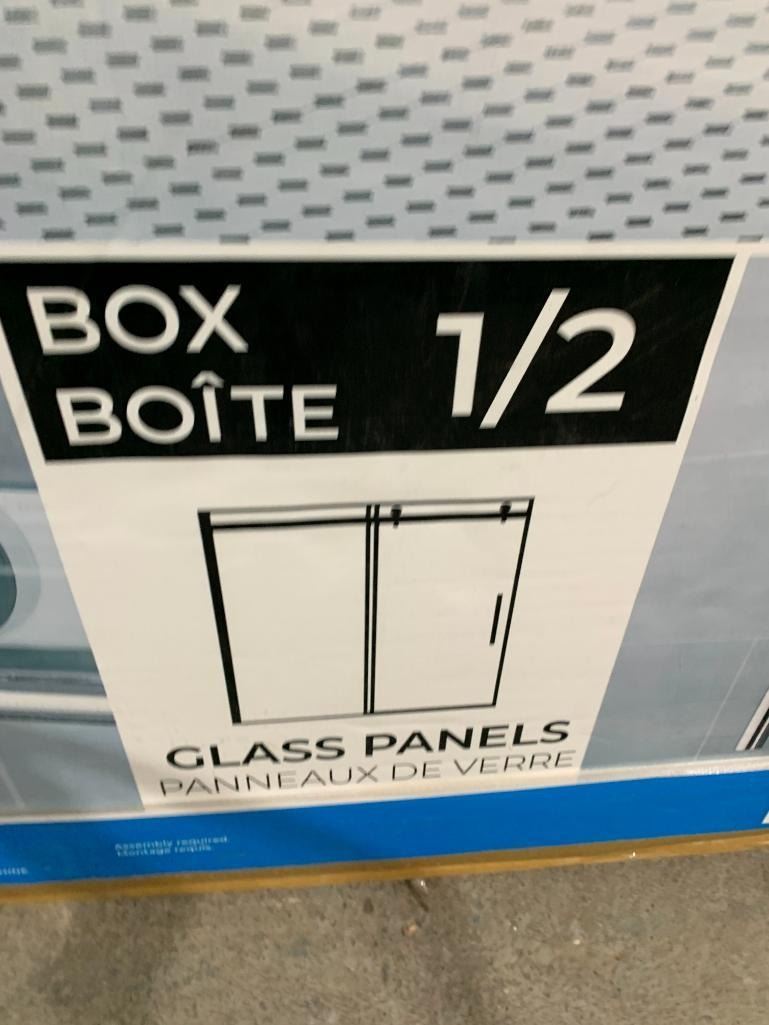 BOX
BOÎTE
1/2
GLASS PANELS
PANNEAUX DE VERRE
Assembly required.
Montage requis.